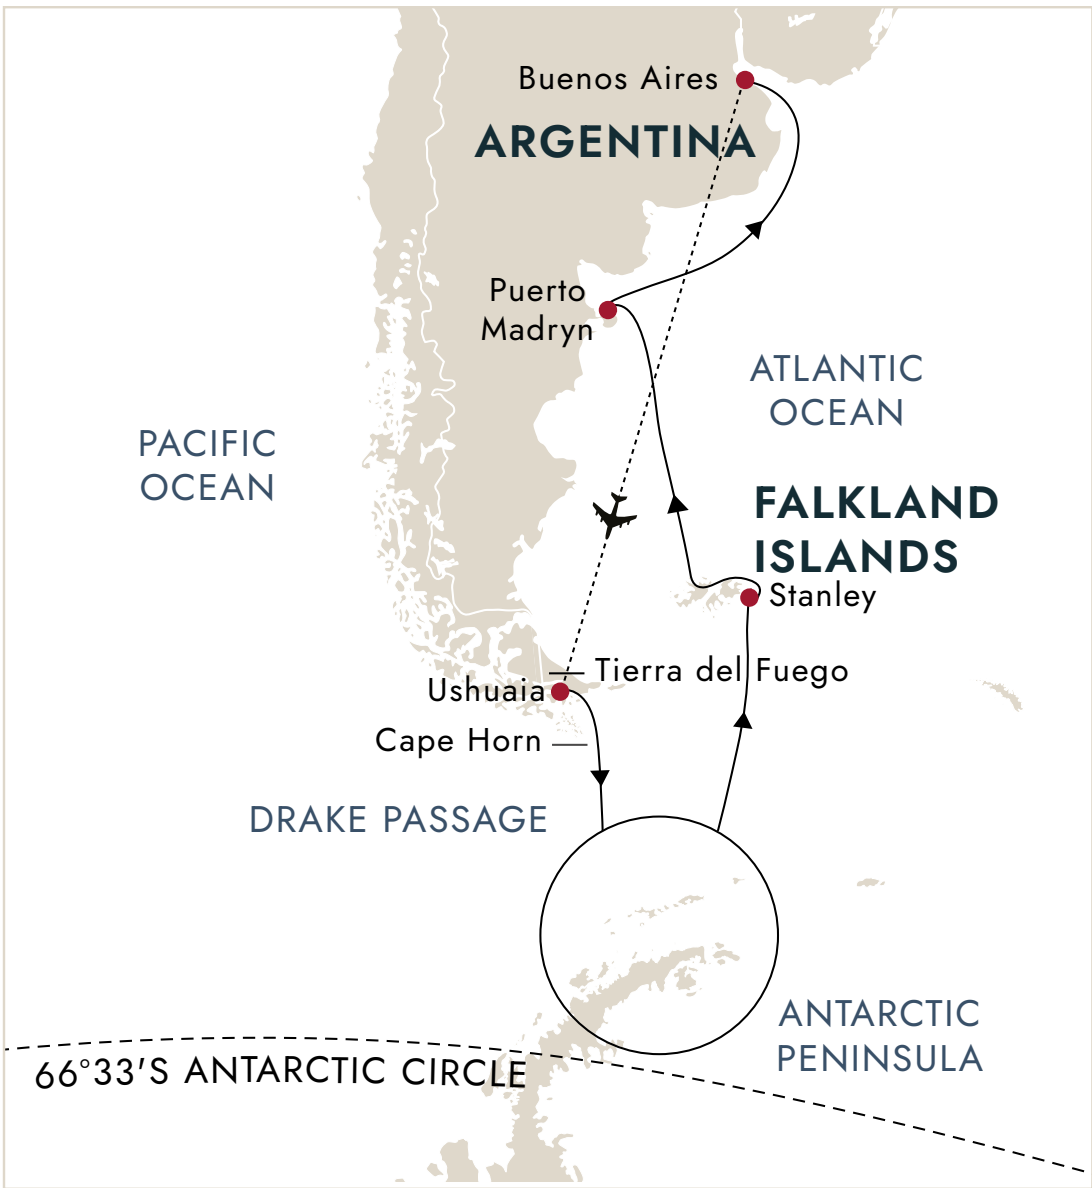 Buenos Aires
ARGENTINA
Puerto
Madryn
ATLANTIC
OCEAN
PACIFIC
OCEAN
FALKLAND
ISLANDS
Stanley
Tierra del Fuego
Ushuaia
Cape Horn
DRAKE PASSAGE
ANTARCTIC
PENINSULA
66°33'S ANTARCTIC CIRCLE